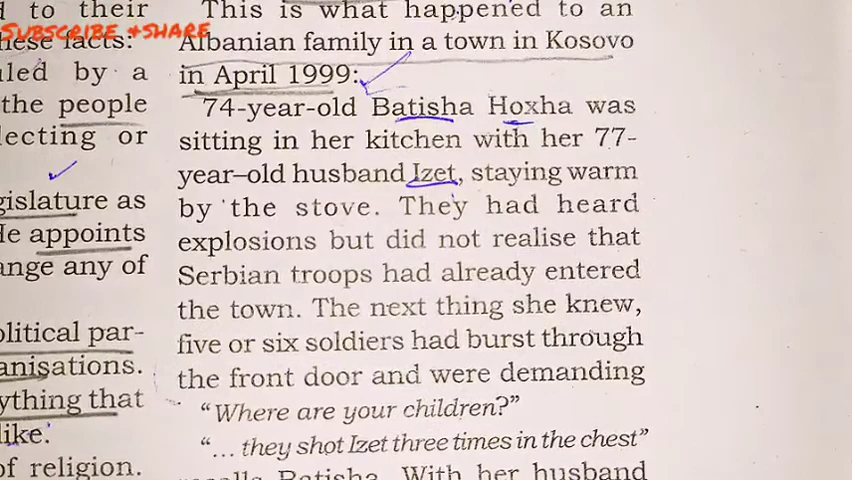 d to their
SUBSCRIBE & SHARE
hese facts:
uled by a
the people
lecting or
gislature as
He appoints
ange any of
olitical par-
anisations.
ything that
like.
of religion.
This is what happened to an
Albanian family in a town in Kosovo
in April 1999:
74-year-old Batisha Hoxha was
sitting in her kitchen with her 77-
year–old husband Izet, staying warm
by the stove. They had heard
explosions but did not realise that
Serbian troops had already entered
the town. The next thing she knew,
five or six soldiers had burst through
the front door and were demanding
“Where are your children?”
“... they shot Izet three times in the chest”
recalls Batisha. With her husband